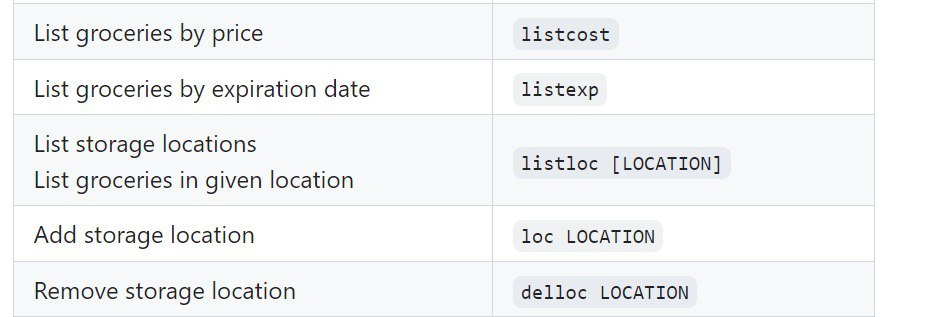 List groceries by price listcost
List groceries by expiration date listexp
List storage locations
List groceries in given location listloc [LOCATION]
Add storage location loc LOCATION
Remove storage location delloc LOCATION